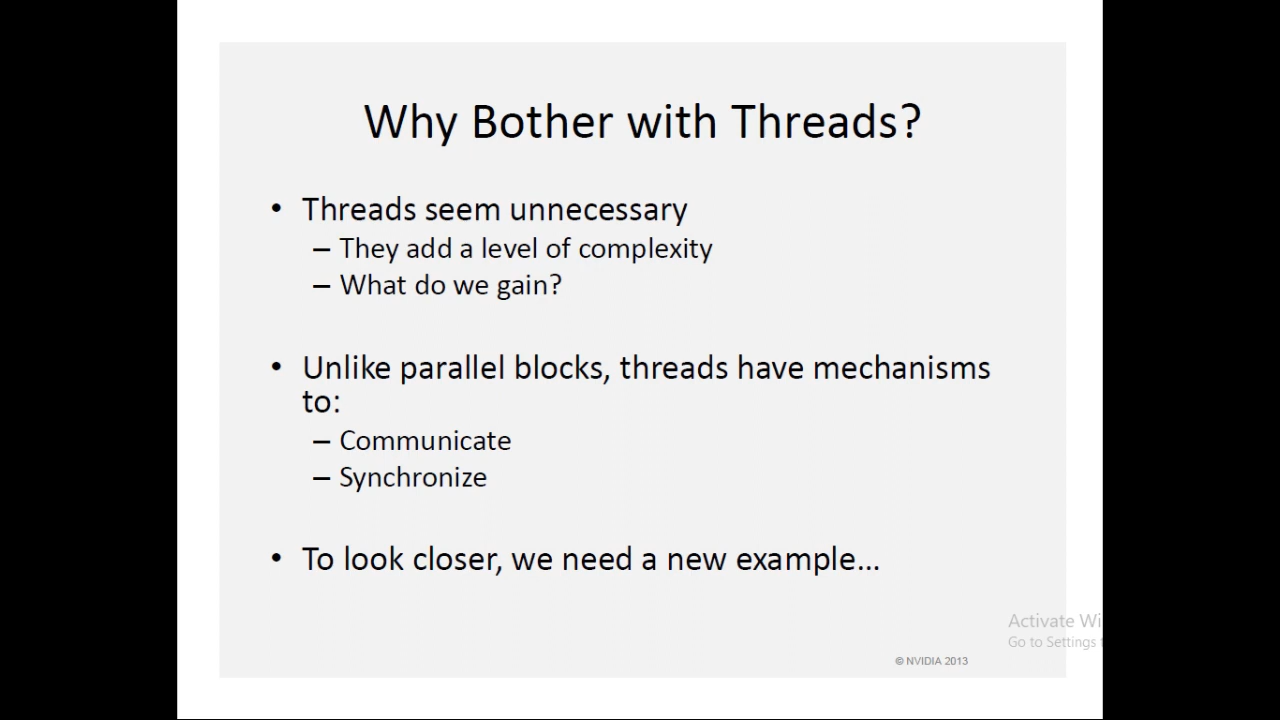 Why Bother with Threads?
• Threads seem unnecessary
– They add a level of complexity
– What do we gain?
• Unlike parallel blocks, threads have mechanisms
to:
– Communicate
– Synchronize
• To look closer, we need a new example…
Activate Wi
Go to Settings
© NVIDIA 2013